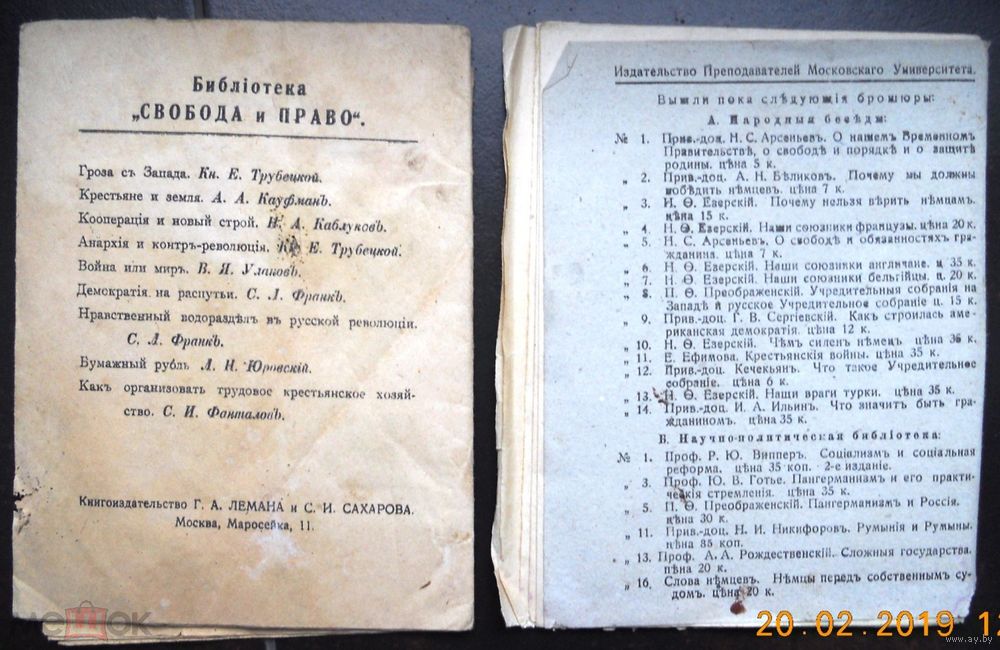 Библіотека
„СВОБОДА и ПРАВО“.
Гроза съ Запада. Кн. Е. Трубецкой.
Крестьяне и земля. А. А. Кауфманъ.
Кооперація и новый строй. Н. А. Каблуковъ.
Анархія и контръ-революція. Кн. Е. Трубецкой.
Война или миръ. В. Я. Улановъ.
Демократія на распутьи. С. Л. Франкъ.
Нравственный водораздѣлъ въ русской революціи.
С. Л. Франкъ.
Бумажный рубль Л. Н. Юровскій.
Какъ организовать трудовое крестьянское хозяй-
ство. С. И. Фанталовъ.
Книгоиздательство Г. А. ЛЕМАНА и С. И. САХАРОВА.
Москва, Маросейка, 11.
мешок
Издательство Преподавателей Московскаго Университета.
Вышли пока слѣдующія брошюры:
А. Народныя бесѣды:
№ 1. Прив.-доц. Н. С. Арсеньевъ. О нашемъ Временномъ
Правительствѣ, о свободѣ и порядкѣ и о защитѣ
родины. цѣна 5 к.
„ 2. Прив.-доц. А. Н. Бѣликовъ. Почему мы должны
побѣдить нѣмцевъ. цѣна 7 к.
„ 3. И. Ѳ. Езерскій. Почему нельзя вѣрить нѣмцамъ.
цѣна 15 к.
„ 4. Н. Ѳ. Езерскій. Наши союзники французы. цѣна 20 к.
„ 5. Н. С. Арсеньевъ, О свободѣ и обязанностяхъ гра-
жданина. цѣна 7 к.
„ 6. Н. Ѳ. Езерскій. Наши союзники англичане. ц. 35 к.
„ 7. Н. Ѳ. Езерскій. Наши союзники бельгійцы. ц. 20 к.
„ 8. П. Ѳ. Преображенскій. Учредительныя собранія на
Западѣ и русское Учредительное собраніе ц. 15 к.
„ 9. Прив.-доц. Г. В. Сергіевскій. Какъ строилась аме-
риканская демократія. цѣна 12 к.
„ 10. Н. Ѳ. Езерскій. Чѣмъ силенъ нѣмецъ. цѣна 35 к.
„ 11. Е. Ефимова. Крестьянскія войны. цѣна 35 к.
„ 12. Прив.-доц. Кечекьянъ. Что такое Учредительное
собраніе. цѣна 6 к.
„ 13. Н. Ѳ. Езерскій. Наши враги турки. цѣна 35 к.
„ 14. Прив.-доц. И. А. Ильинъ. Что значитъ быть гра-
жданиномъ. цѣна 35 к.
Б. Научно-политическая библіотека:
№ 1. Проф. Р. Ю. Випперъ. Соціализмъ и соціальная
реформа. цѣна 35 коп. 2-е изданіе.
„ 3. Проф. Ю. В. Готье. Пангерманизмъ и его практи-
ческія стремленія. цѣна 35 к.
„ 5. П. Ѳ. Преображенскій. Пангерманизмъ и Россія.
цѣна 30 к.
„ 11. Прив.-доц. Н. И. Никифоровъ. Румынія и Румыны.
цѣна 35 коп.
„ 13. Проф. А. А. Рождественскій. Сложныя государства.
цѣна 20 к.
„ 16. Слова нѣмцевъ. Нѣмцы передъ собственнымъ су-
домъ. цѣна 20 к.
20.02.2019
www.ay.by